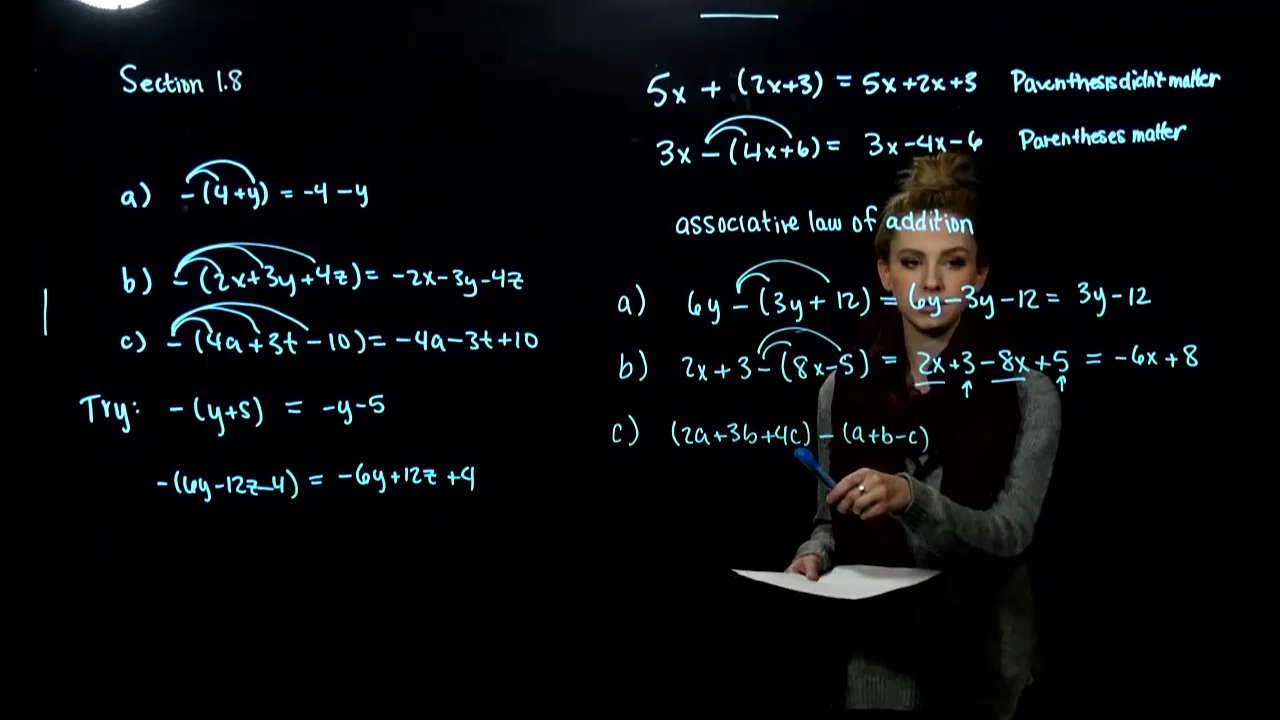 Section 1.8
a) -(4+y) = -4-y
b) -(2x+3y+4z)= -2x-3y-4z
c) -(4a+3t-10)= -4a-3t+10
Try: -(y+5) = -y-5
-(6y-12z-4) = -6y+12z+4
5x + (2x+3) = 5x+2x+3 Parenthesis didn't matter
3x -(4x+6)= 3x-4x-6 Parentheses matter
associative law of addition
a) 6y -(3y+12) = 6y-3y-12 = 3y-12
b) 2x+3-(8x-5) = 2x+3-8x+5 = -6x+8
c) (2a+3b+4c)-(a+b-c)